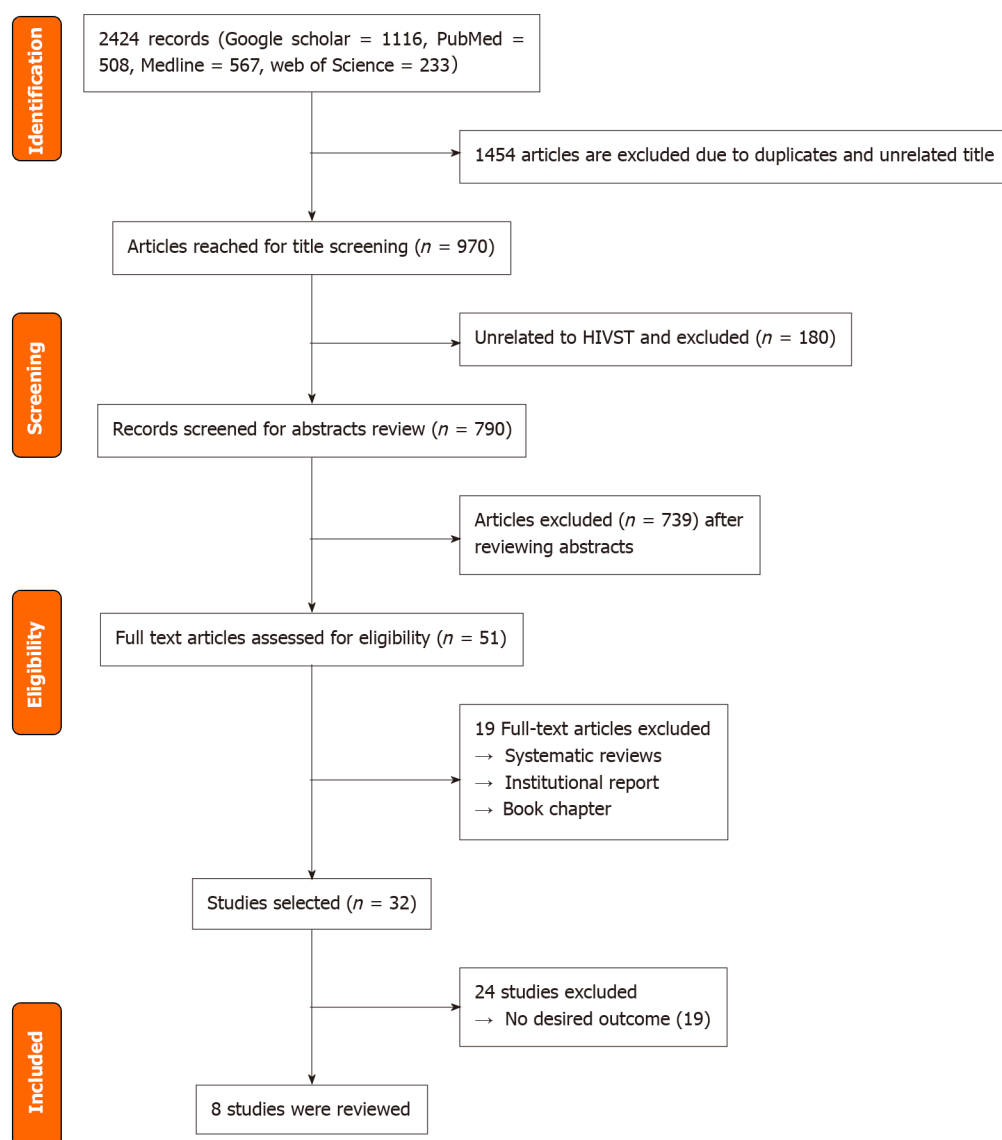 Identification
2424 records (Google scholar = 1116, PubMed =
508, Medline = 567, web of Science = 233)
1454 articles are excluded due to duplicates and unrelated title
Articles reached for title screening (n = 970)
Screening
Unrelated to HIVST and excluded (n = 180)
Records screened for abstracts review (n = 790)
Articles excluded (n = 739) after
reviewing abstracts
Eligibility
Full text articles assessed for eligibility (n = 51)
19 Full-text articles excluded
→ Systematic reviews
→ Institutional report
→ Book chapter
Studies selected (n = 32)
24 studies excluded
→ No desired outcome (19)
Included
8 studies were reviewed